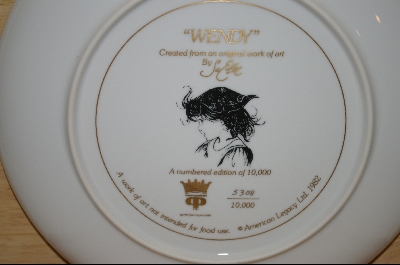 "WENDY"
Created from an original work of art
By
A numbered edition of 10,000
10,000
A work of art not intended for food use. © American Legacy Ltd. 1982